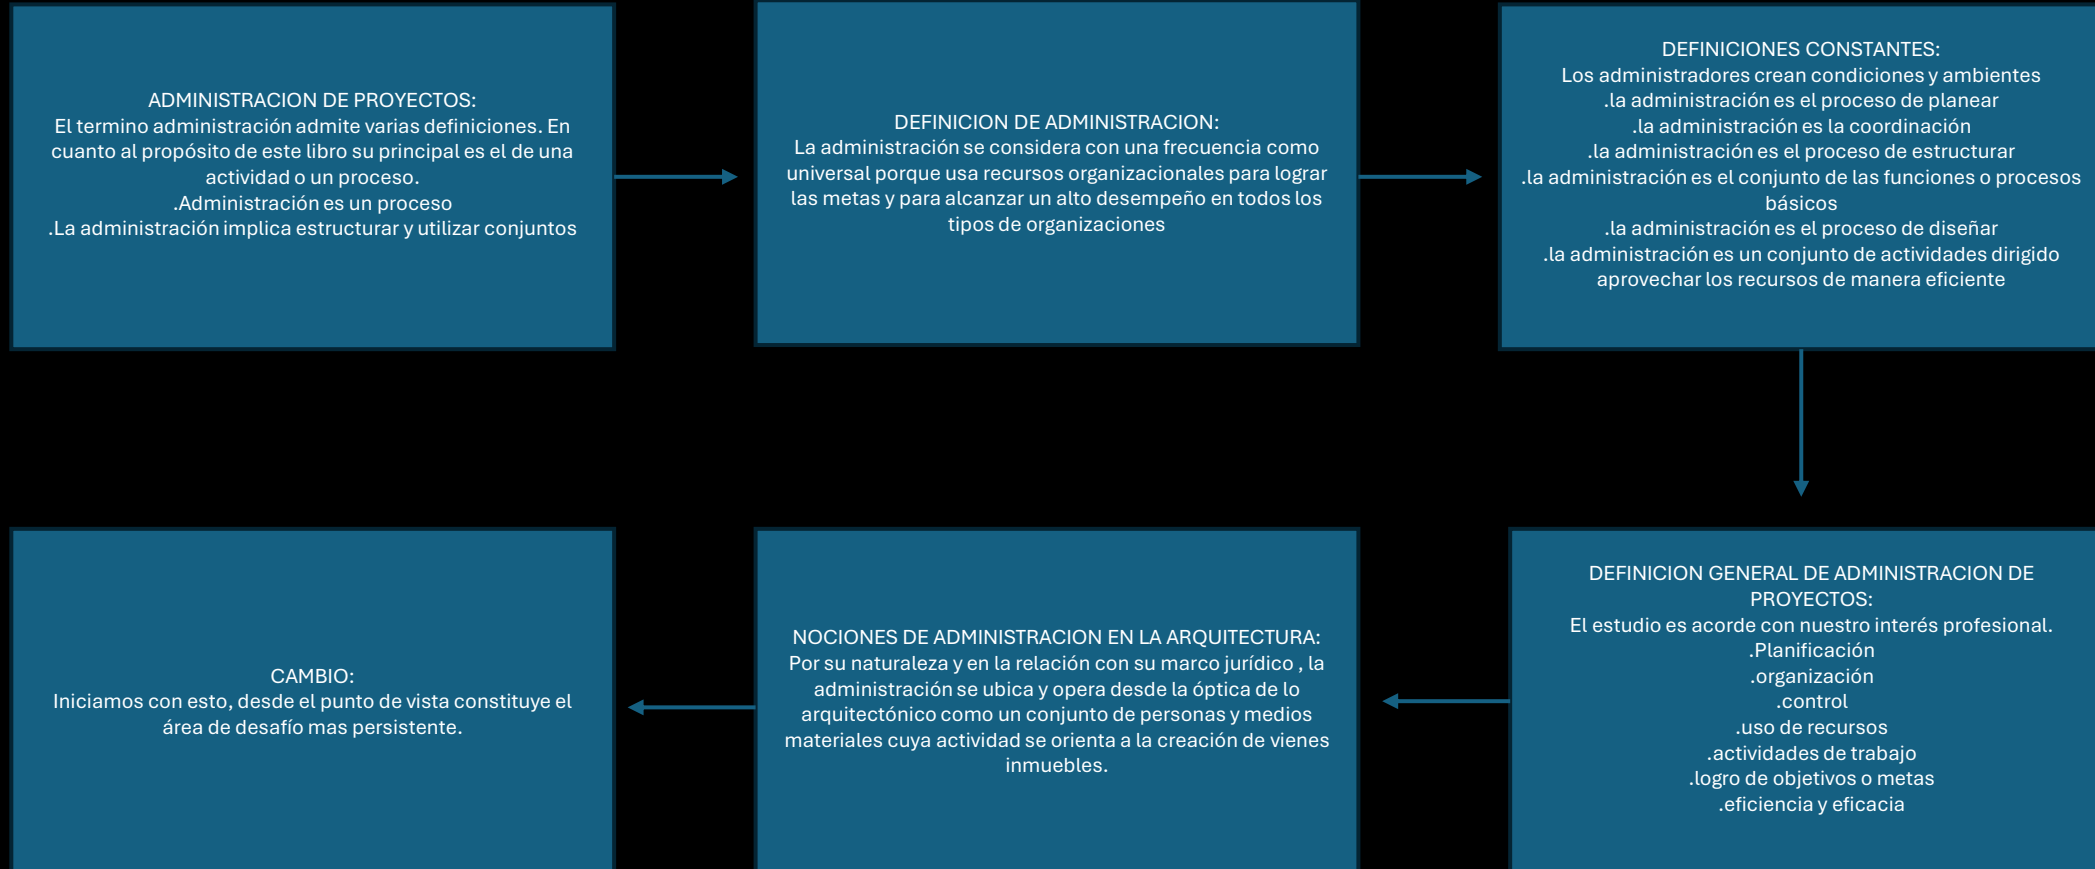 ADMINISTRACION DE PROYECTOS:
El termino administración admite varias definiciones. En
cuanto al propósito de este libro su principal es el de una
actividad o un proceso.
.Administración es un proceso
.La administración implica estructurar y utilizar conjuntos
DEFINICION DE ADMINISTRACION:
La administración se considera con una frecuencia como
universal porque usa recursos organizacionales para lograr
las metas y para alcanzar un alto desempeño en todos los
tipos de organizaciones
DEFINICIONES CONSTANTES:
Los administradores crean condiciones y ambientes
.la administración es el proceso de planear
.la administración es la coordinación
.la administración es el proceso de estructurar
.la administración es el conjunto de las funciones o procesos
básicos
.la administración es el proceso de diseñar
.la administración es un conjunto de actividades dirigido
aprovechar los recursos de manera eficiente
DEFINICION GENERAL DE ADMINISTRACION DE
PROYECTOS:
El estudio es acorde con nuestro interés profesional.
.Planificación
.organización
.control
.uso de recursos
.actividades de trabajo
.logro de objetivos o metas
.eficiencia y eficacia
NOCIONES DE ADMINISTRACION EN LA ARQUITECTURA:
Por su naturaleza y en la relación con su marco jurídico , la
administración se ubica y opera desde la óptica de lo
arquitectónico como un conjunto de personas y medios
materiales cuya actividad se orienta a la creación de vienes
inmuebles.
CAMBIO:
Iniciamos con esto, desde el punto de vista constituye el
área de desafío mas persistente.